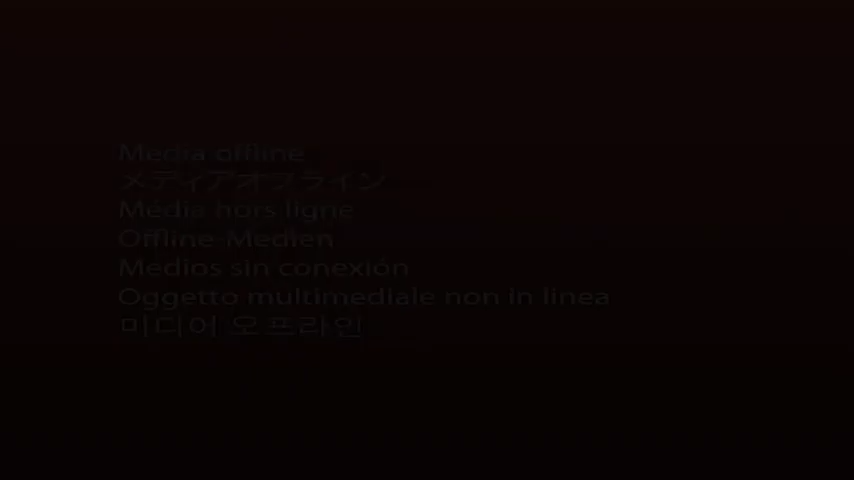 Media offline
メディアオフライン
Média hors ligne
Offline-Medien
Medios sin conexión
Oggetto multimediale non in linea
미디어 오프라인